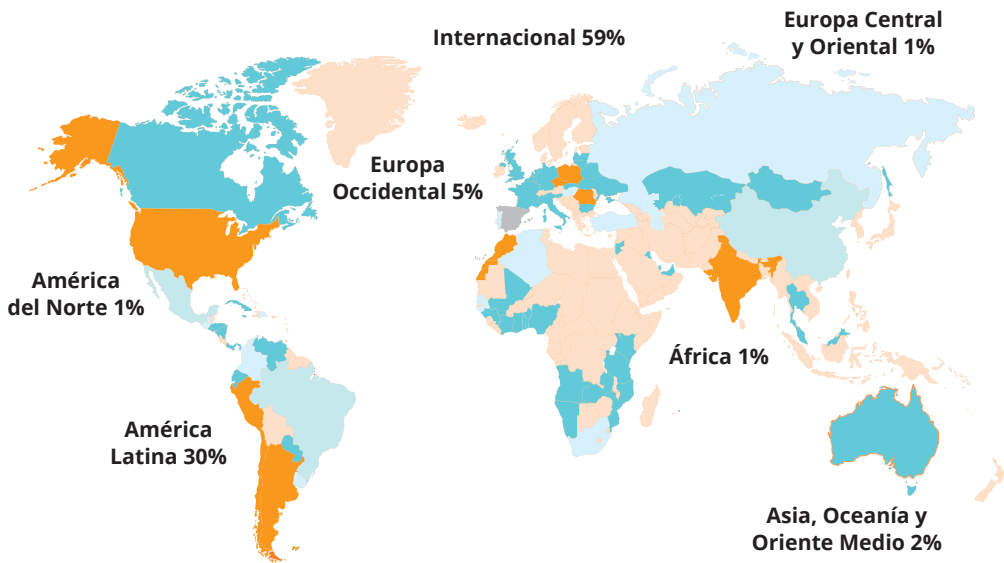 Internacional 59%
Europa Central
y Oriental 1%
Europa
Occidental 5%
América
del Norte 1%
África 1%
América
Latina 30%
Asia, Oceanía y
Oriente Medio 2%